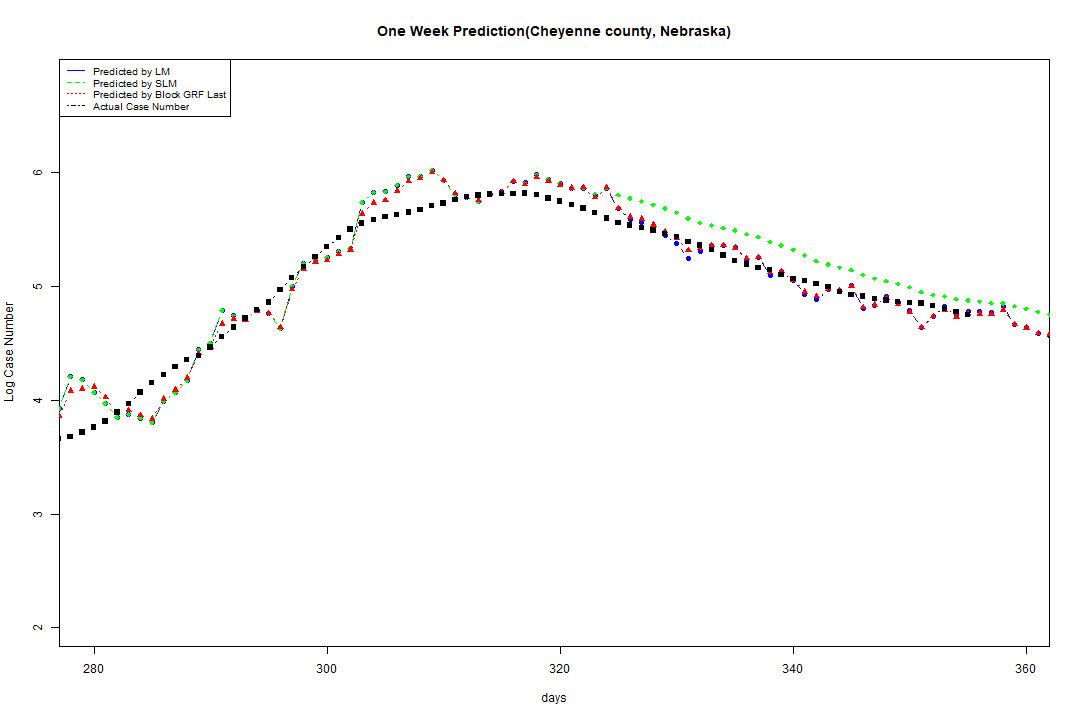 One Week Prediction(Cheyenne county, Nebraska)
Predicted by LM
Predicted by SLM
Predicted by Block GRF Last
Actual Case Number
6
5
4
3
2
Log Case Number
280 300 320 340 360
days